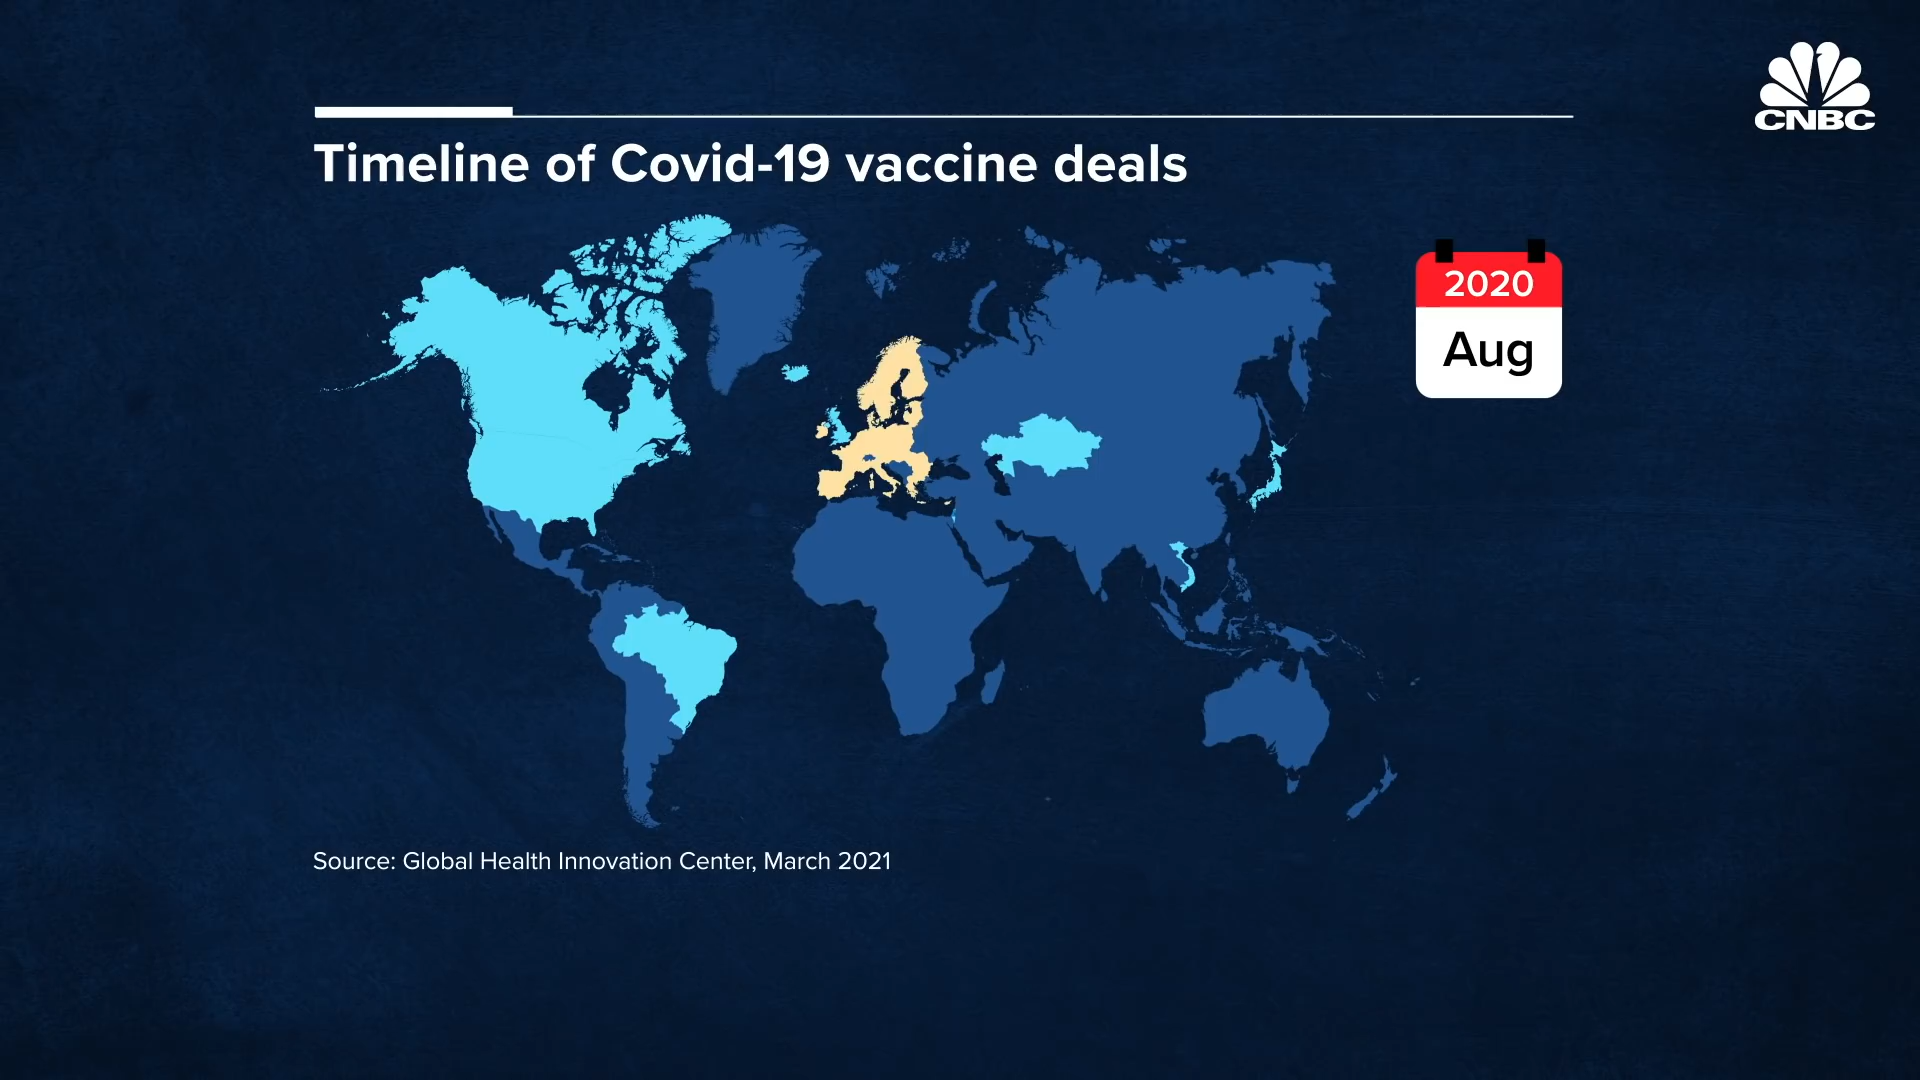 CNBC
Timeline of Covid-19 vaccine deals
2020
Aug
Source: Global Health Innovation Center, March 2021